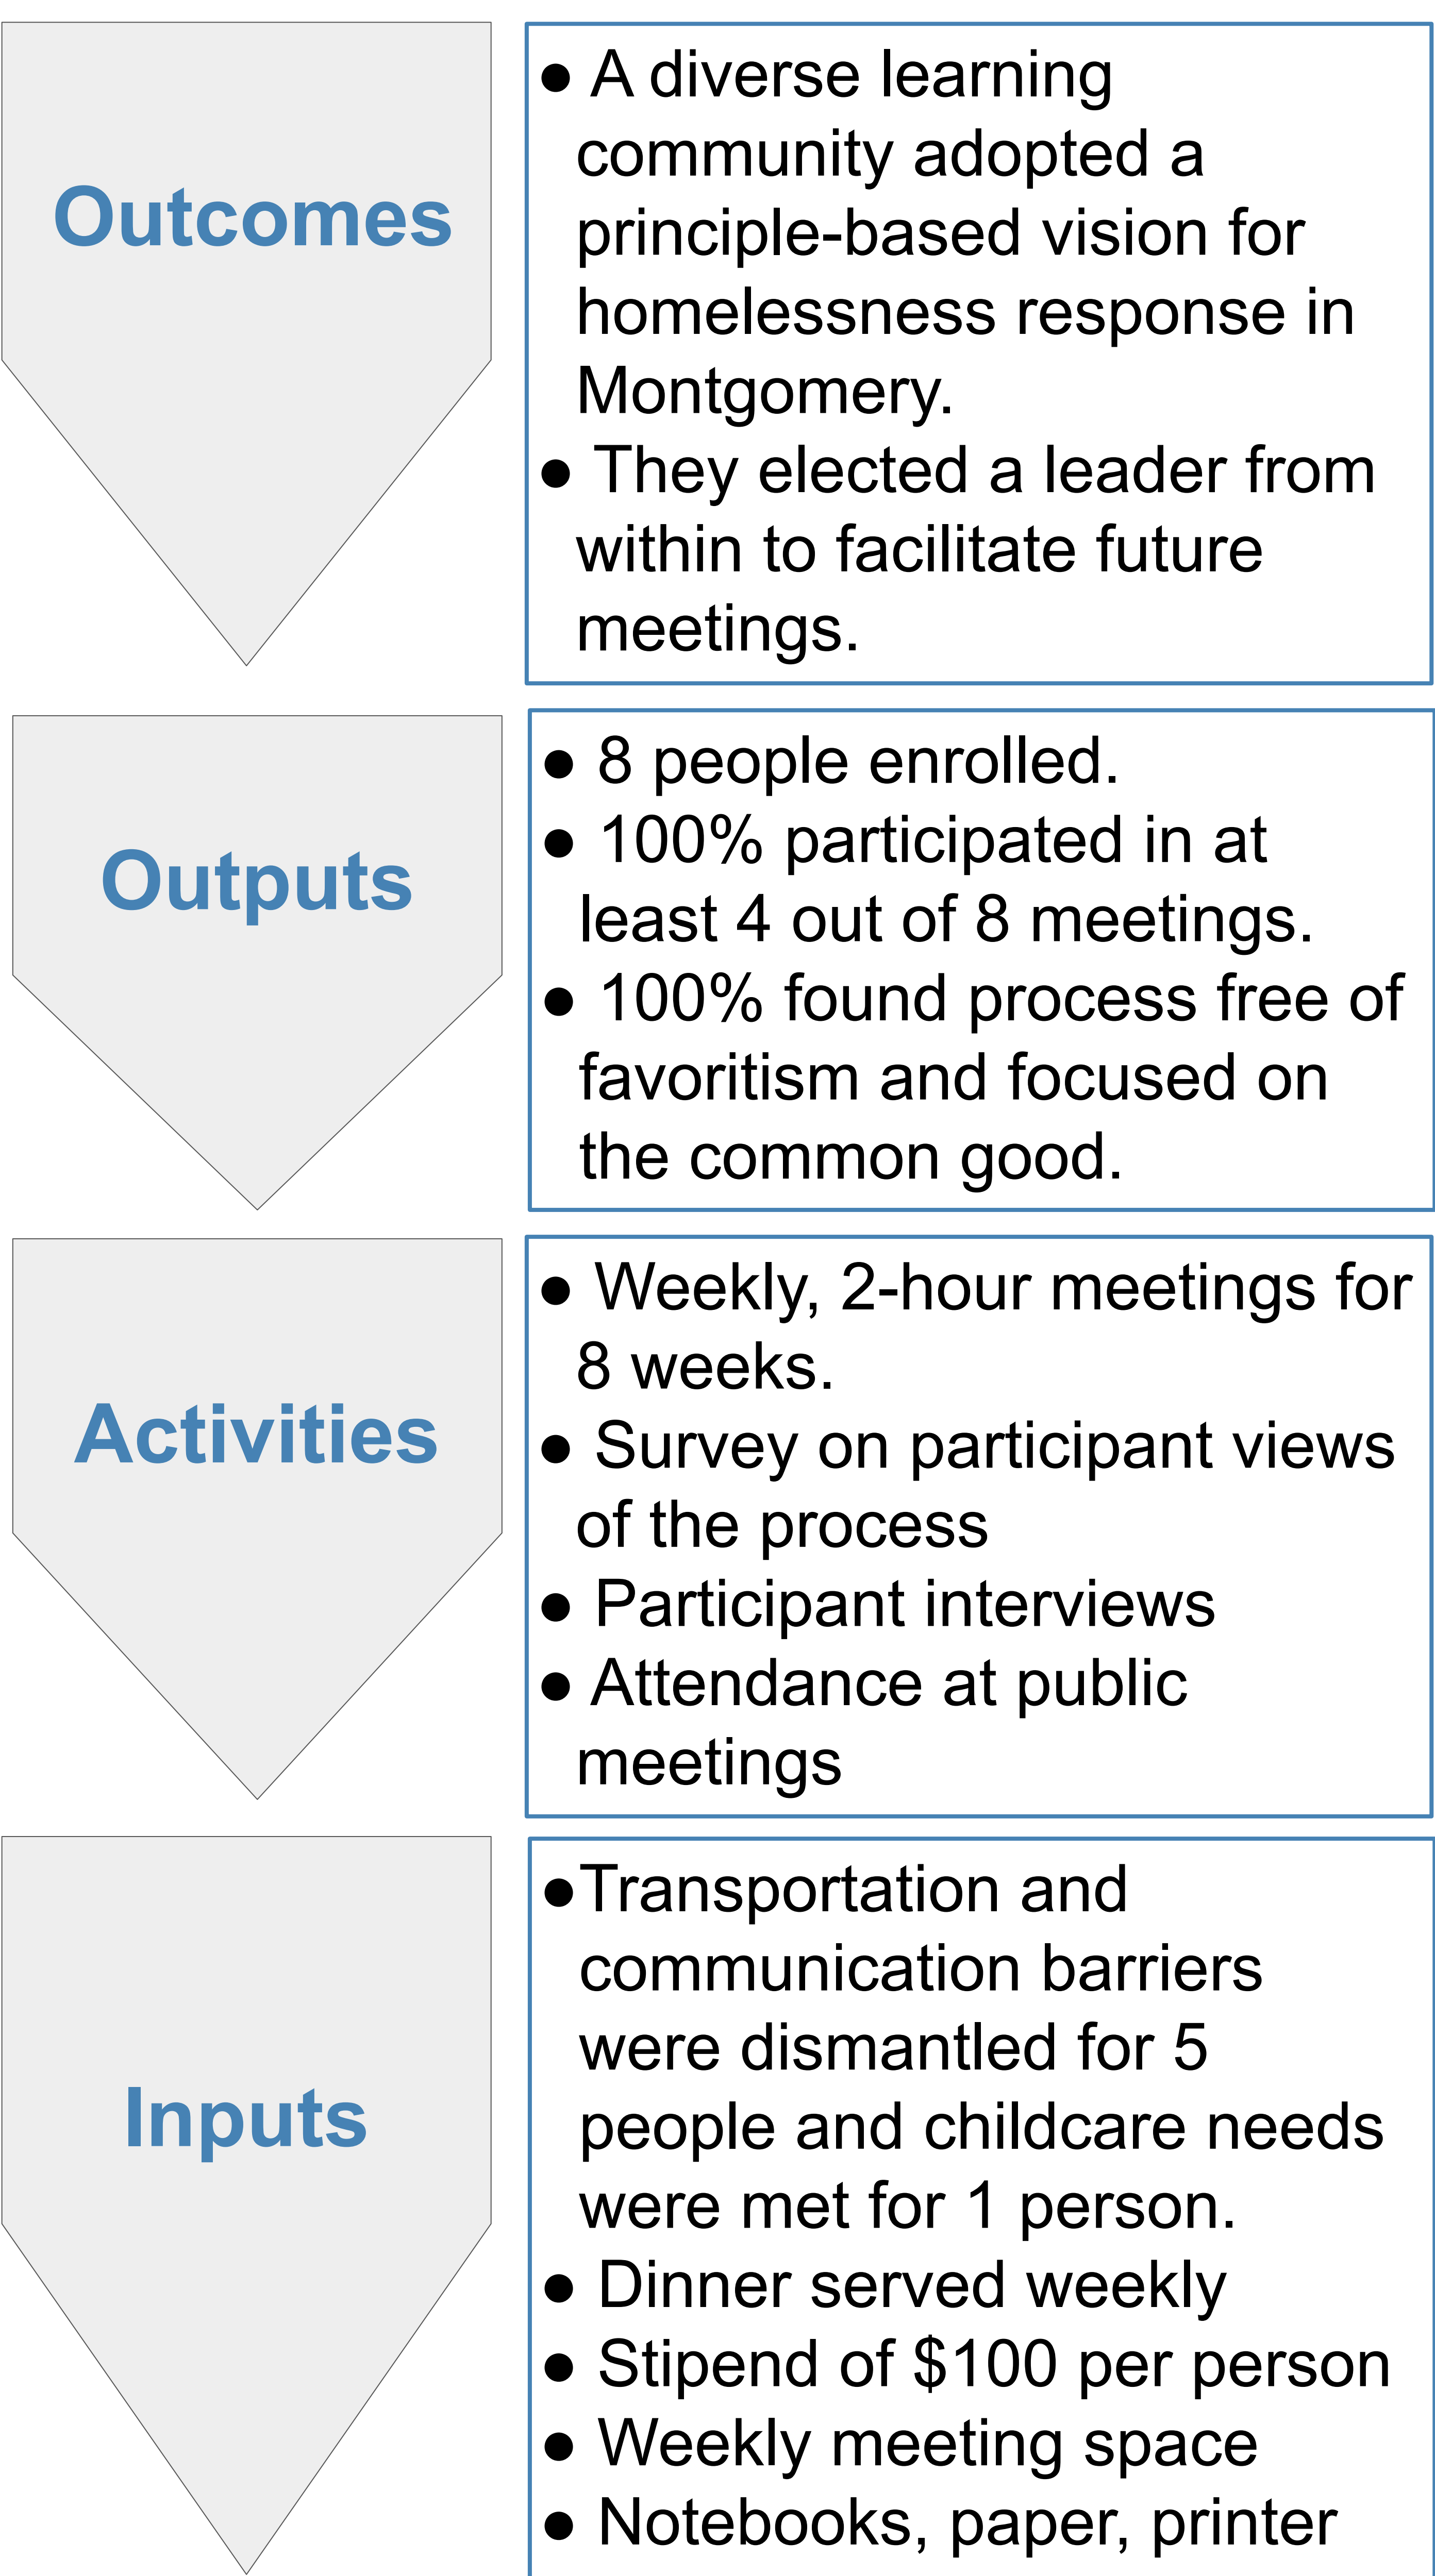 Outcomes
● A diverse learning
community adopted a
principle-based vision for
homelessness response in
Montgomery.
● They elected a leader from
within to facilitate future
meetings.
Outputs
● 8 people enrolled.
● 100% participated in at
least 4 out of 8 meetings.
● 100% found process free of
favoritism and focused on
the common good.
Activities
● Weekly, 2-hour meetings for
8 weeks.
● Survey on participant views
of the process
● Participant interviews
● Attendance at public
meetings
Inputs
●Transportation and
communication barriers
were dismantled for 5
people and childcare needs
were met for 1 person.
● Dinner served weekly
● Stipend of $100 per person
● Weekly meeting space
● Notebooks, paper, printer